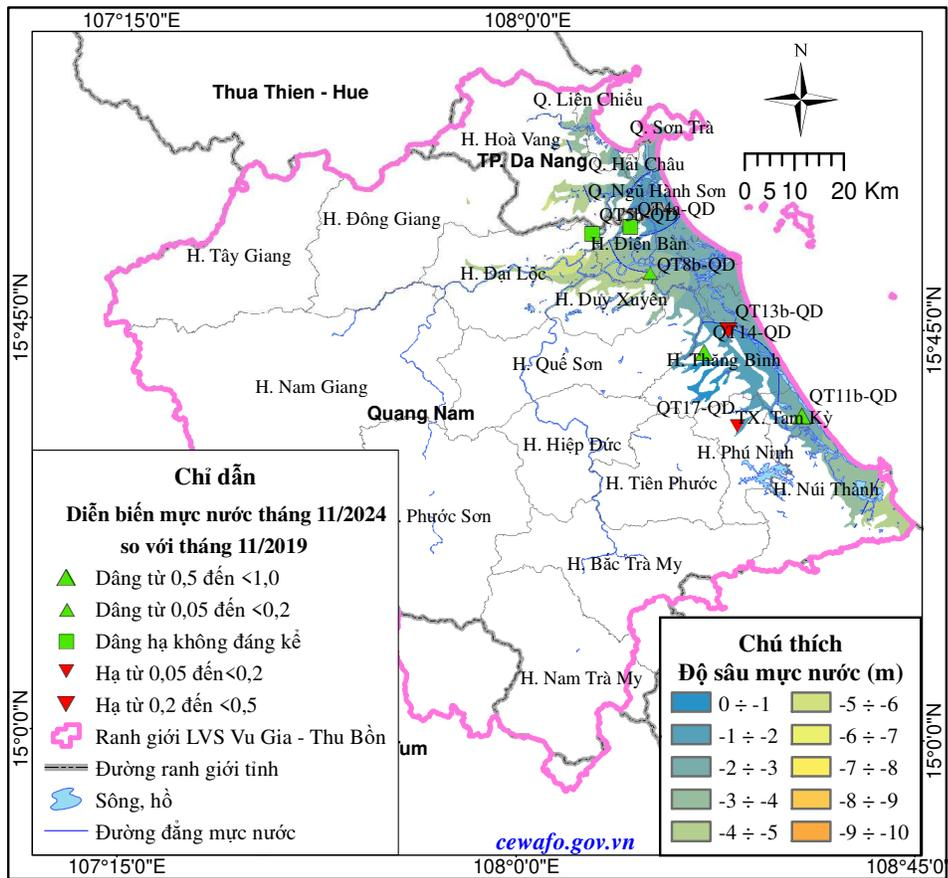 107°15'0"E
108°0'0"E
Thua Thien - Hue
N
Q. Liên Chiểu
Q. Sơn Trà
H. Hoà Vang
TP. Da Nang
Q. Hải Châu
0 5 10 20 Km
Q. Ngũ Hành Sơn
H. Đông Giang
QT5b-QD
QT4a-QD
H. Điện Bàn
H. Tây Giang
H. Đại Lốc
QT8b-QD
H. Duy Xuyên
15°45'0"N
15°45'0"N
QT13b-QD
QT14-QD
H. Quế Sơn
H. Thăng Bình
H. Nam Giang
QT11b-QD
Quang Nam
QT17-QD
TX. Tam Kỳ
H. Hiệp Đức
H. Phú Ninh
H. Tiên Phước
H. Núi Thành
. Phước Sơn
H. Bắc Trà My
H. Nam Trà My
tum
Chỉ dẫn
Diễn biến mực nước tháng 11/2024
so với tháng 11/2019
Dâng từ 0,5 đến <1,0
Dâng từ 0,05 đến <0,2
Dâng hạ không đáng kể
Hạ từ 0,05 đến<0,2
Hạ từ 0,2 đến <0,5
Ranh giới LVS Vu Gia - Thu Bồn
Đường ranh giới tỉnh
Sông, hồ
Đường đẳng mực nước
Chú thích
Độ sâu mực nước (m)
0 ÷ -1
-1 ÷ -2
-2 ÷ -3
-3 ÷ -4
-4 ÷ -5
-5 ÷ -6
-6 ÷ -7
-7 ÷ -8
-8 ÷ -9
-9 ÷ -10
15°0'0"N
15°0'0"N
cewafo.gov.vn
107°15'0"E
108°0'0"E
108°45'0"